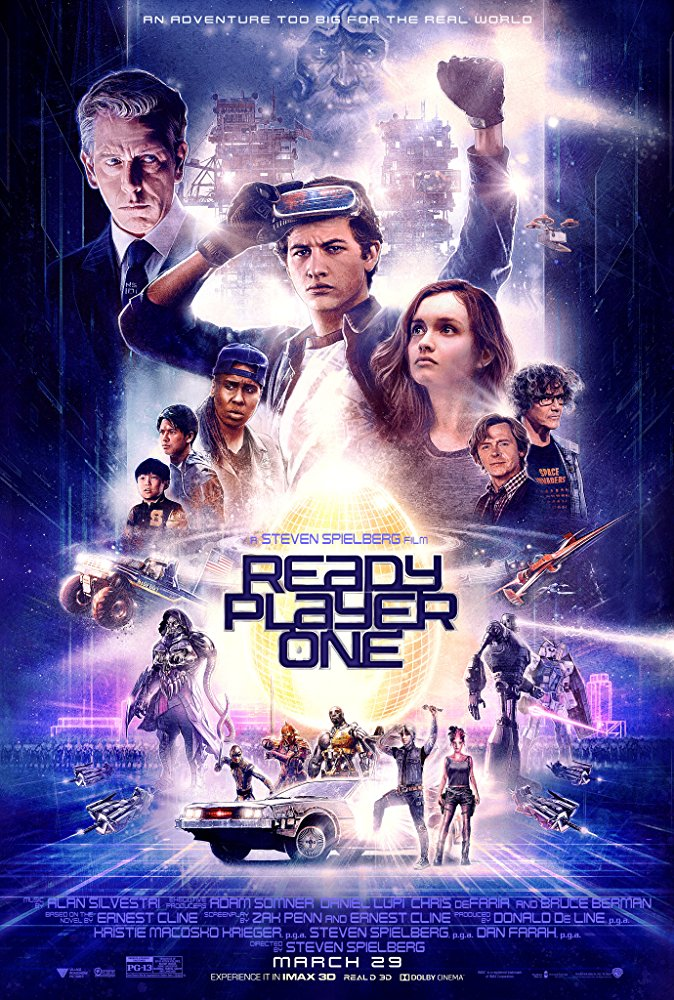 AN ADVENTURE TOO BIG FOR THE REAL WORLD
SPACE
INVADERS
A STEVEN SPIELBERG FILM
READY
PLAYER
ONE
MUSIC BY ALAN SILVESTRI EXECUTIVE PRODUCERS ADAM SOMNER DANIEL LUPI CHRIS DEFARIA AND BRUCE BERMAN
BASED ON THE NOVEL BY ERNEST CLINE SCREENPLAY BY ZAK PENN AND ERNEST CLINE PRODUCED BY DONALD DE LINE, p.g.a.
KRISTIE MACOSKO KRIEGER, p.g.a. STEVEN SPIELBERG, p.g.a. DAN FARAH, p.g.a.
DIRECTED BY STEVEN SPIELBERG
MARCH 29
PG-13
EXPERIENCE IT IN IMAX 3D REAL D 3D DOLBY CINEMA